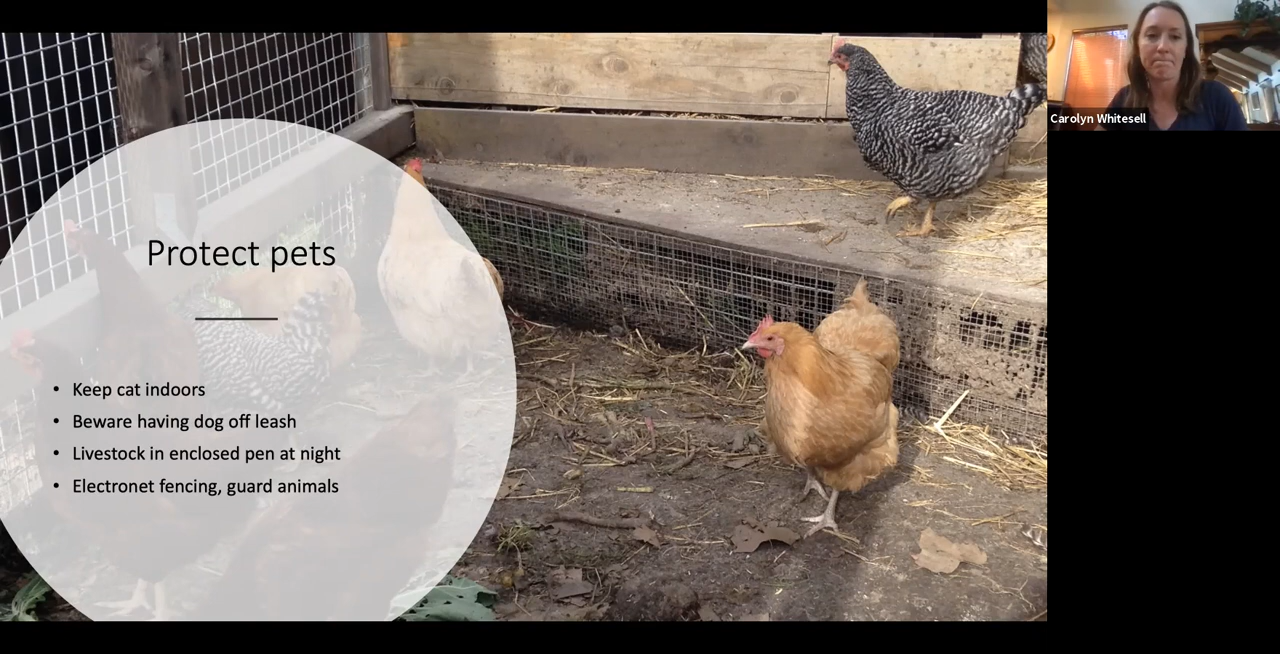 Protect pets
• Keep cat indoors
• Beware having dog off leash
• Livestock in enclosed pen at night
• Electronet fencing, guard animals
Carolyn Whitesell